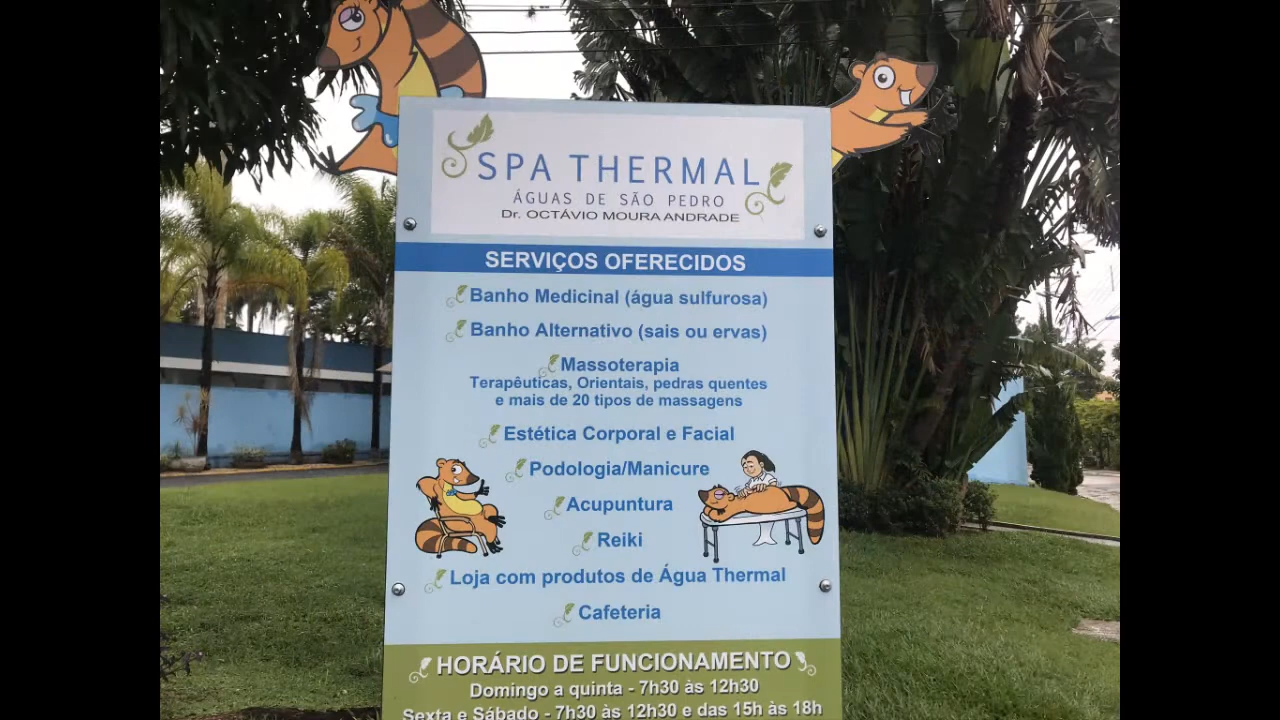 SPA THERMAL
ÁGUAS DE SÃO PEDRO
Dr. OCTÁVIO MOURA ANDRADE
SERVIÇOS OFERECIDOS
Banho Medicinal (água sulfurosa)
Banho Alternativo (sais ou ervas)
Massoterapia
Terapêuticas, Orientais, pedras quentes
e mais de 20 tipos de massagens
Estética Corporal e Facial
Podologia/Manicure
Acupuntura
Reiki
Loja com produtos de Água Thermal
Cafeteria
HORÁRIO DE FUNCIONAMENTO
Domingo a quinta - 7h30 às 12h30
Sexta e Sábado - 7h30 às 12h30 e das 15h às 18h